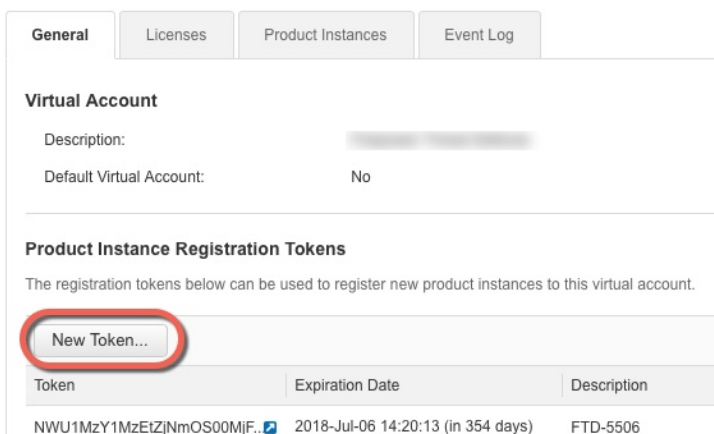 General Licenses Product Instances Event Log
Virtual Account
Description:
Default Virtual Account: No
Product Instance Registration Tokens
The registration tokens below can be used to register new product instances to this virtual account.
New Token...
Token Expiration Date Description
NWU1MzY1MzEtZjNmOS00MjF... 2018-Jul-06 14:20:13 (in 354 days) FTD-5506